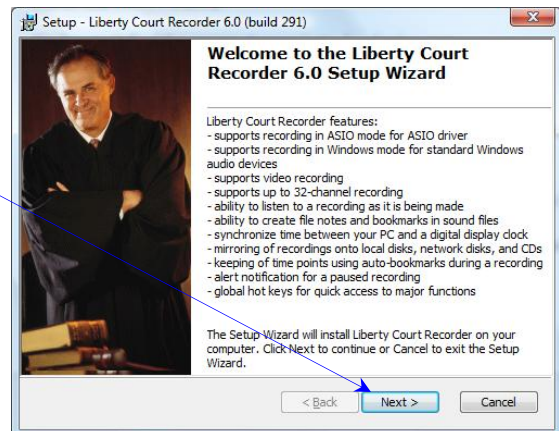 Setup - Liberty Court Recorder 6.0 (build 291)
Welcome to the Liberty Court
Recorder 6.0 Setup Wizard
Liberty Court Recorder features:
- supports recording in ASIO mode for ASIO driver
- supports recording in Windows mode for standard Windows
audio devices
- supports video recording
- supports up to 32-channel recording
- ability to listen to a recording as it is being made
- ability to create file notes and bookmarks in sound files
- synchronize time between your PC and a digital display clock
- mirroring of recordings onto local disks, network disks, and CDs
- keeping of time points using auto-bookmarks during a recording
- alert notification for a paused recording
- global hot keys for quick access to major functions
The Setup Wizard will install Liberty Court Recorder on your
computer. Click Next to continue or Cancel to exit the Setup
Wizard.
< Back Next > Cancel